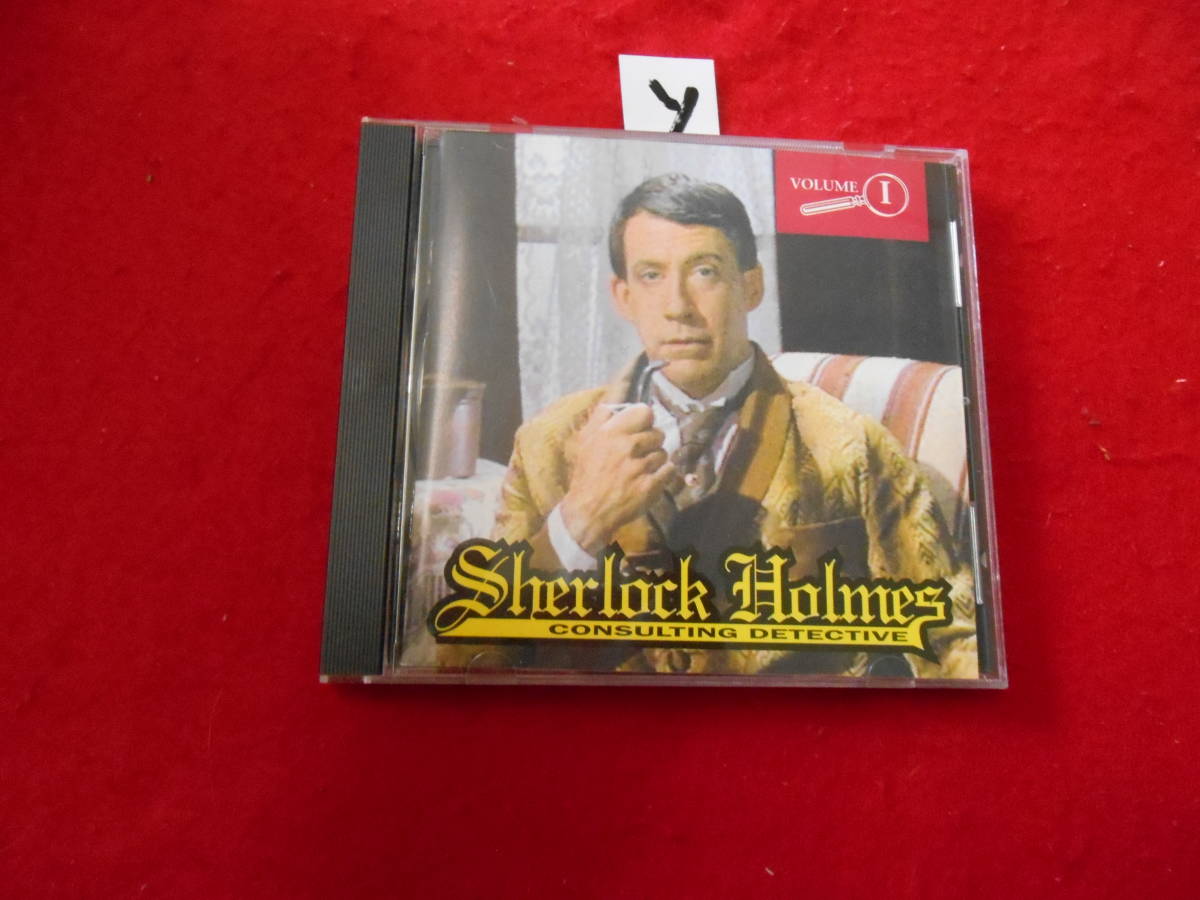 y
VOLUME I
Sherlock Holmes
CONSULTING DETECTIVE